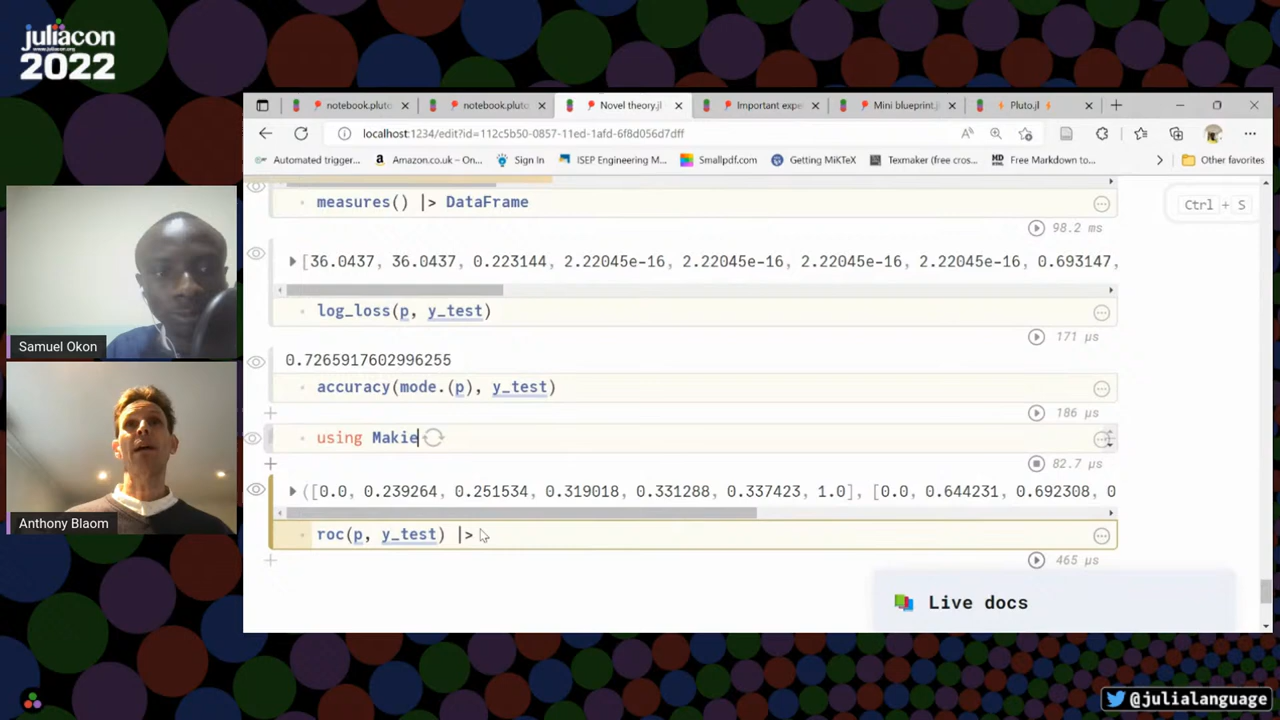 juliacon
www.juliacon.org
2022
notebook.pluto
notebook.pluto
Novel theory.jl
Important expe
Mini blueprint.
Pluto.jl
localhost:1234/edit?id=112c5b50-0857-11ed-1afd-6f8d056d7dff
Automated trigger...
Amazon.co.uk – On...
Sign In
ISEP Engineering M...
Smallpdf.com
Getting MiKTeX
Texmaker (free cros...
Free Markdown to...
Other favorites
measures() |> DataFrame
Ctrl + S
98.2 ms
[36.0437, 36.0437, 0.223144, 2.22045e-16, 2.22045e-16, 2.22045e-16, 2.22045e-16, 0.693147,
log_loss(p, y_test)
171 μs
0.7265917602996255
accuracy(mode.(p), y_test)
186 μs
using Makie
82.7 μs
([0.0, 0.239264, 0.251534, 0.319018, 0.331288, 0.337423, 1.0], [0.0, 0.644231, 0.692308, 0
roc(p, y_test) |>
465 μs
Live docs
Samuel Okon
Anthony Blaom
@julialanguage